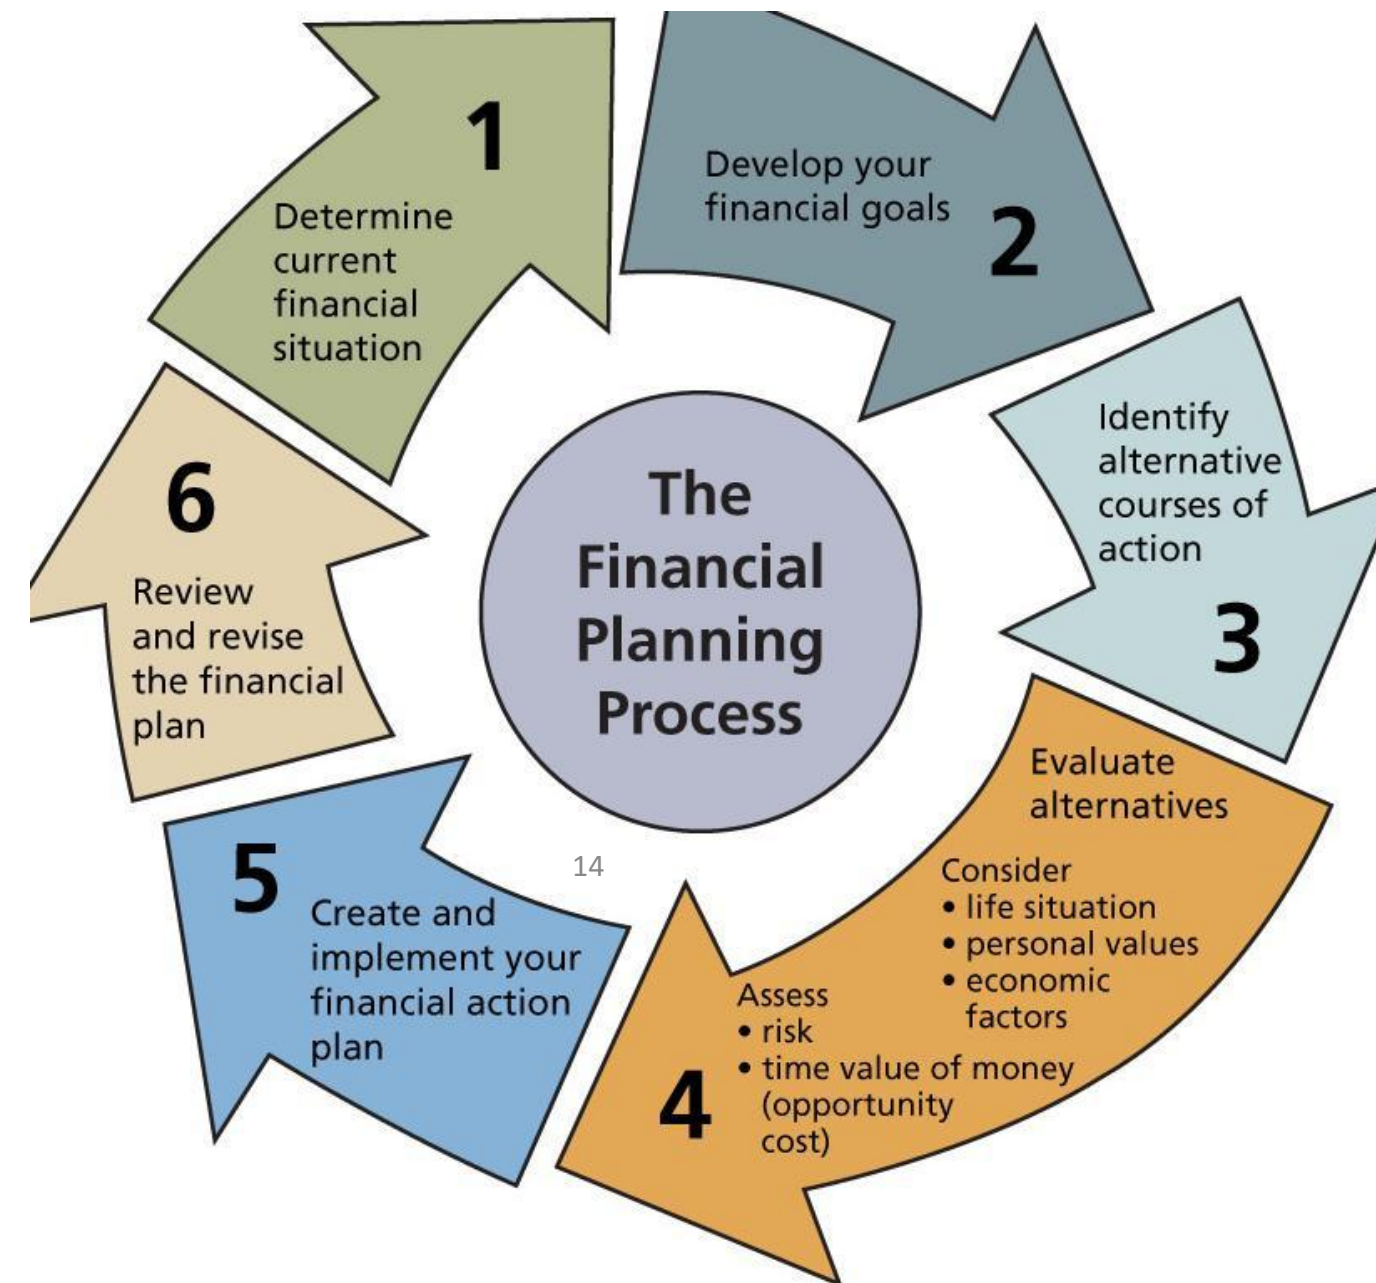 The
Financial
Planning
Process
1
Determine
current
financial
situation
Develop your
financial goals
2
Identify
alternative
courses of
action
3
Evaluate
alternatives
Consider
• life situation
• personal values
• economic
factors
Assess
• risk
• time value of money
(opportunity
cost)
4
5
Create and
implement your
financial action
plan
6
Review
and revise
the financial
plan
14